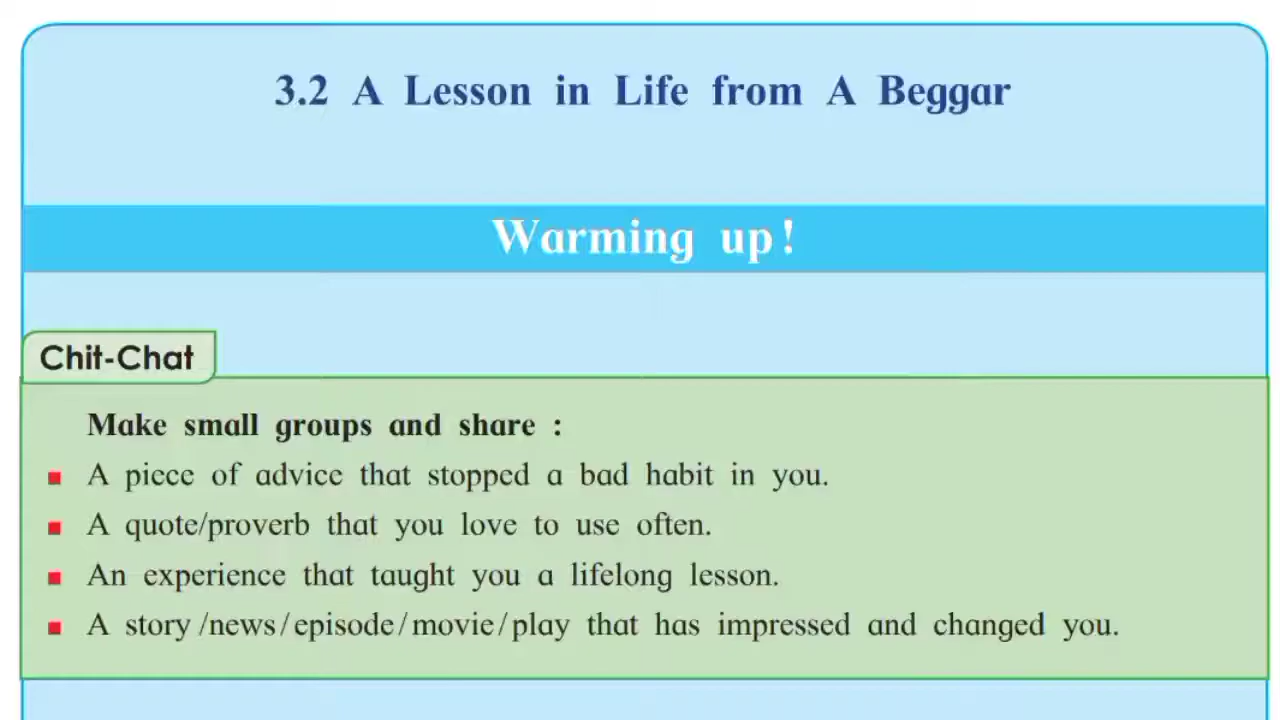 3.2 A Lesson in Life from A Beggar
Warming up!
Chit-Chat
Make small groups and share :
A piece of advice that stopped a bad habit in you.
A quote/proverb that you love to use often.
An experience that taught you a lifelong lesson.
A story /news/episode/movie/play that has impressed and changed you.